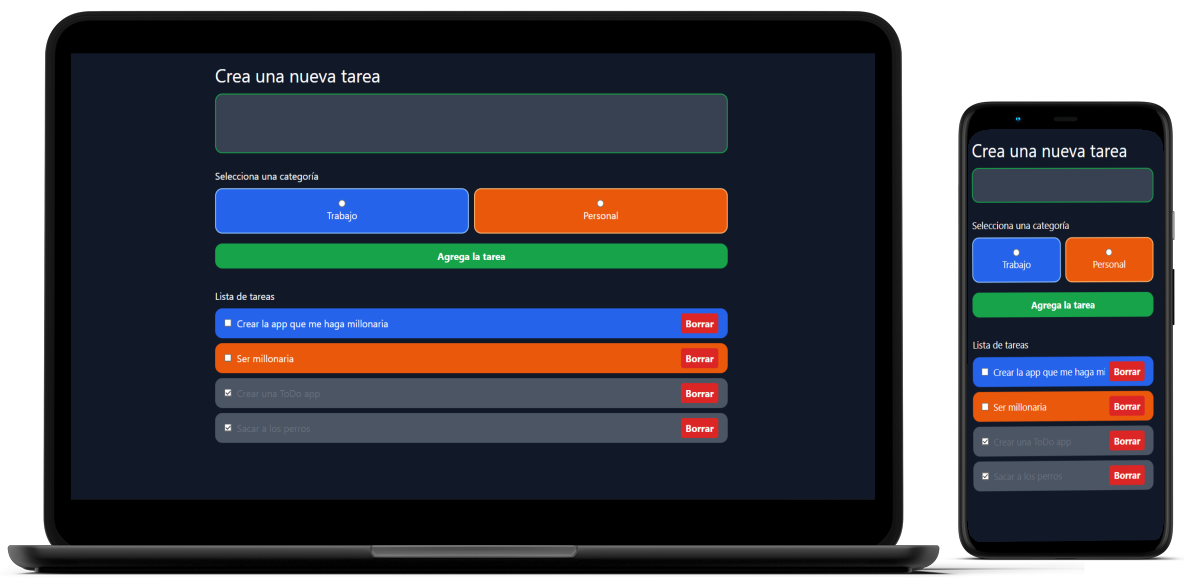 Crea una nueva tarea
Selecciona una categoría
Trabajo
Personal
Agrega la tarea
Lista de tareas
Crear la app que me haga millonaria
Borrar
Ser millonaria
Borrar
Crear una ToDo app
Borrar
Sacar a los perros
Borrar
Crea una nueva tarea
Selecciona una categoría
Trabajo
Personal
Agrega la tarea
Lista de tareas
Crear la app que me haga mi
Borrar
Ser millonaria
Borrar
Crear una ToDo app
Borrar
Sacar a los perros
Borrar